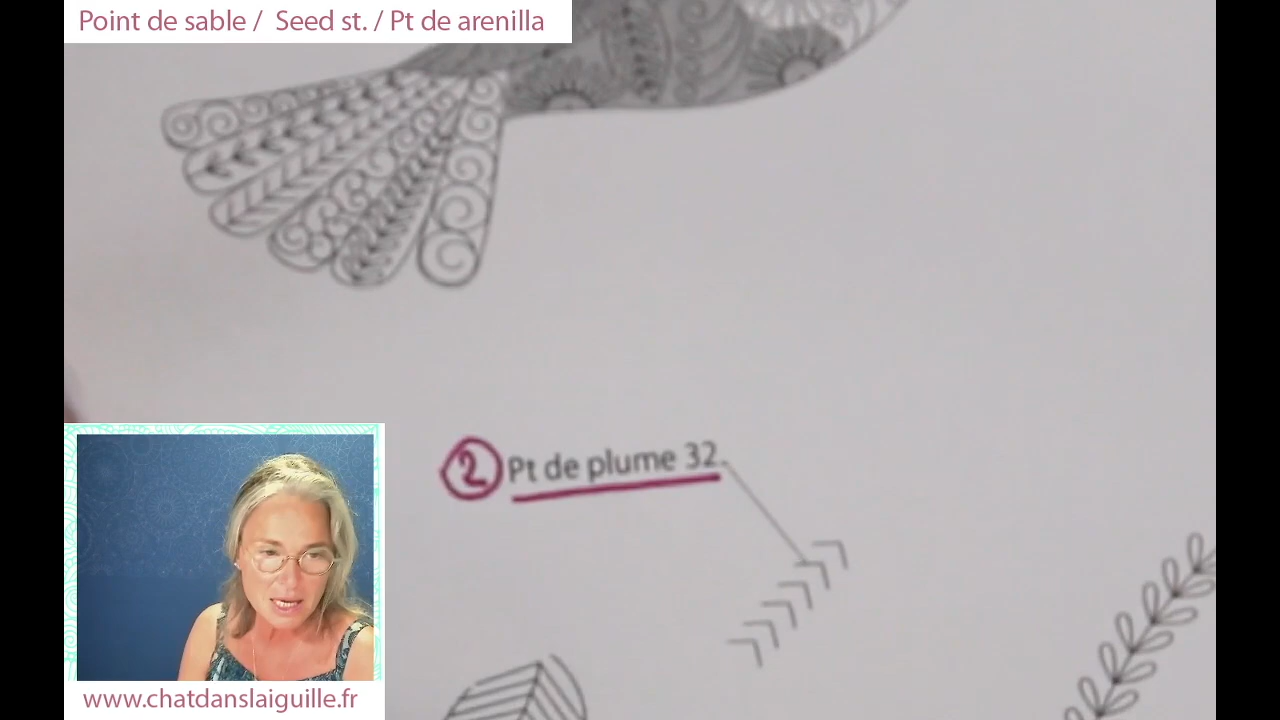 Point de sable /  Seed st. / Pt de arenilla
2 Pt de plume 32.
www.chatdanslaiguille.fr